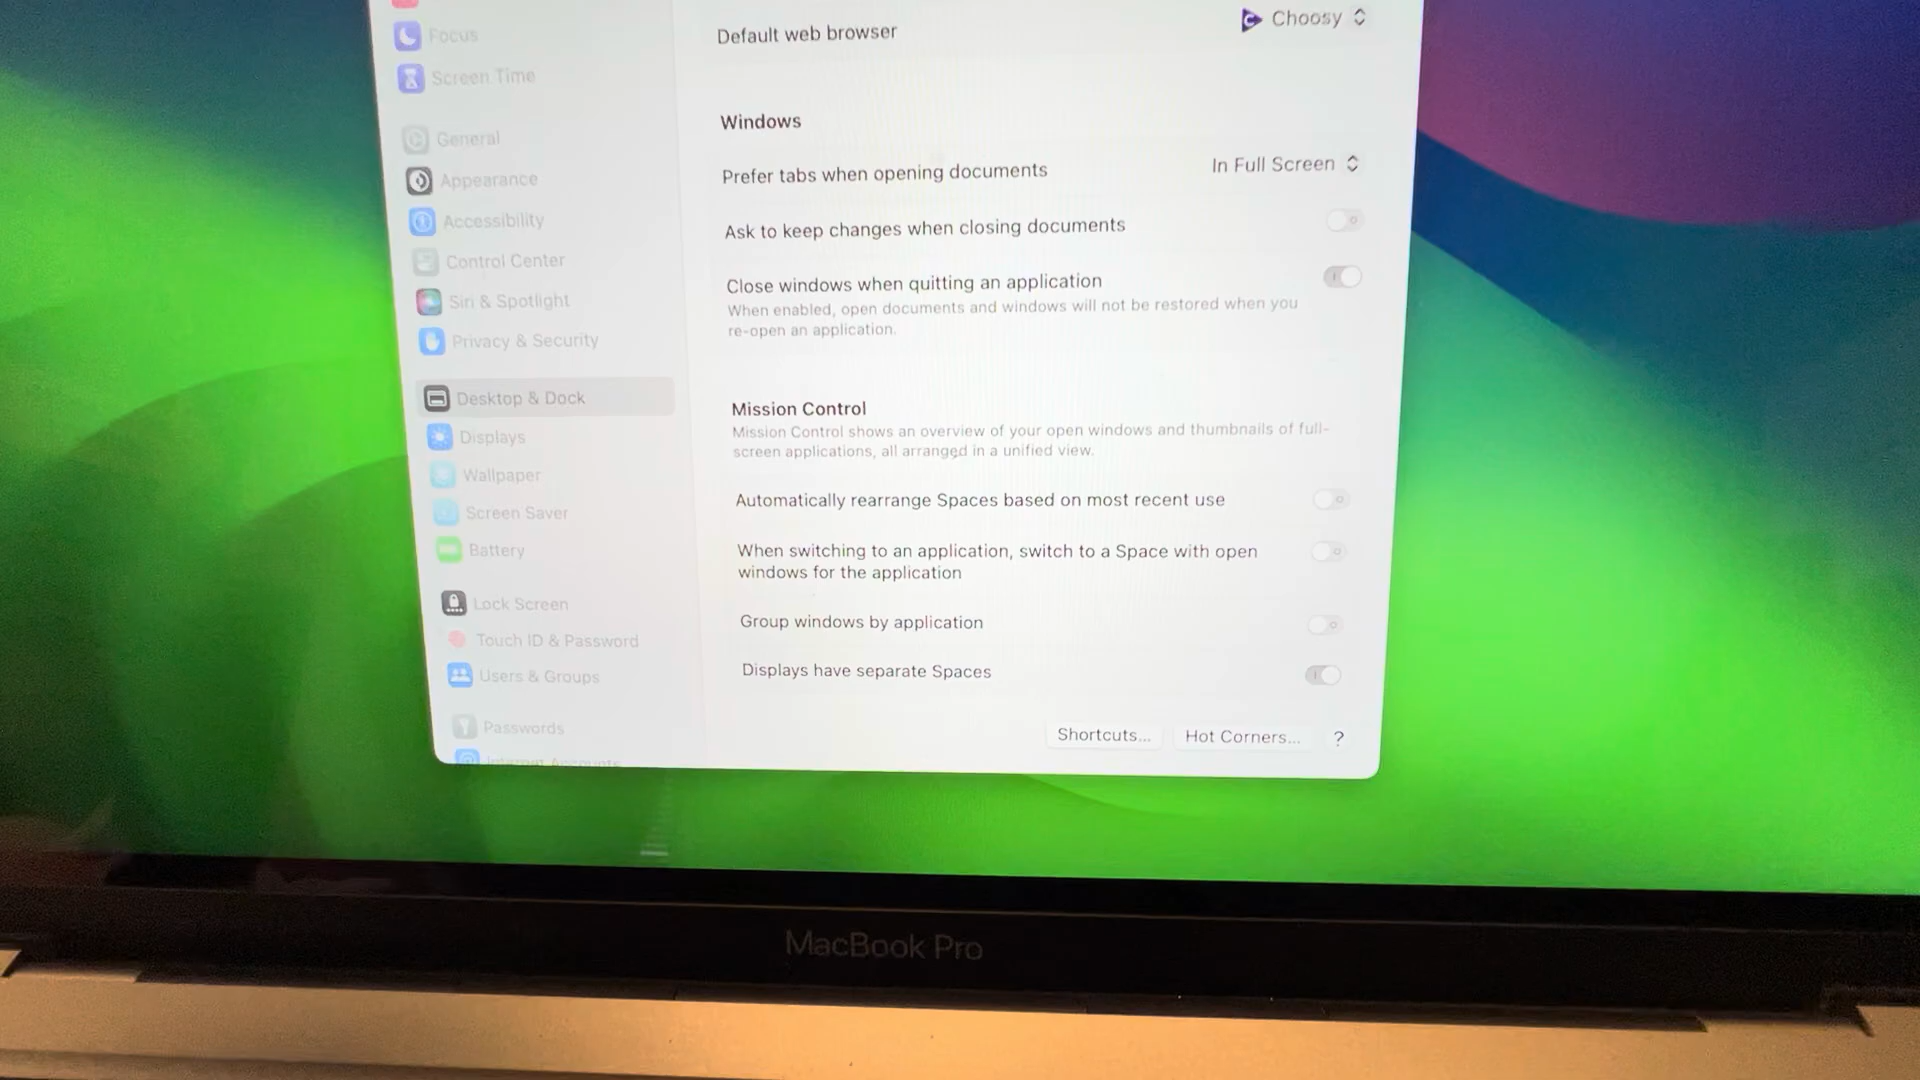 Focus
Screen Time
General
Appearance
Accessibility
Control Center
Siri & Spotlight
Privacy & Security
Desktop & Dock
Displays
Wallpaper
Screen Saver
Battery
Lock Screen
Touch ID & Password
Users & Groups
Passwords
Internet Accounts
Default web browser
Choosy
Windows
Prefer tabs when opening documents
In Full Screen
Ask to keep changes when closing documents
Close windows when quitting an application
When enabled, open documents and windows will not be restored when you
re-open an application.
Mission Control
Mission Control shows an overview of your open windows and thumbnails of full-
screen applications, all arranged in a unified view.
Automatically rearrange Spaces based on most recent use
When switching to an application, switch to a Space with open
windows for the application
Group windows by application
Displays have separate Spaces
Shortcuts...
Hot Corners...
?
MacBook Pro